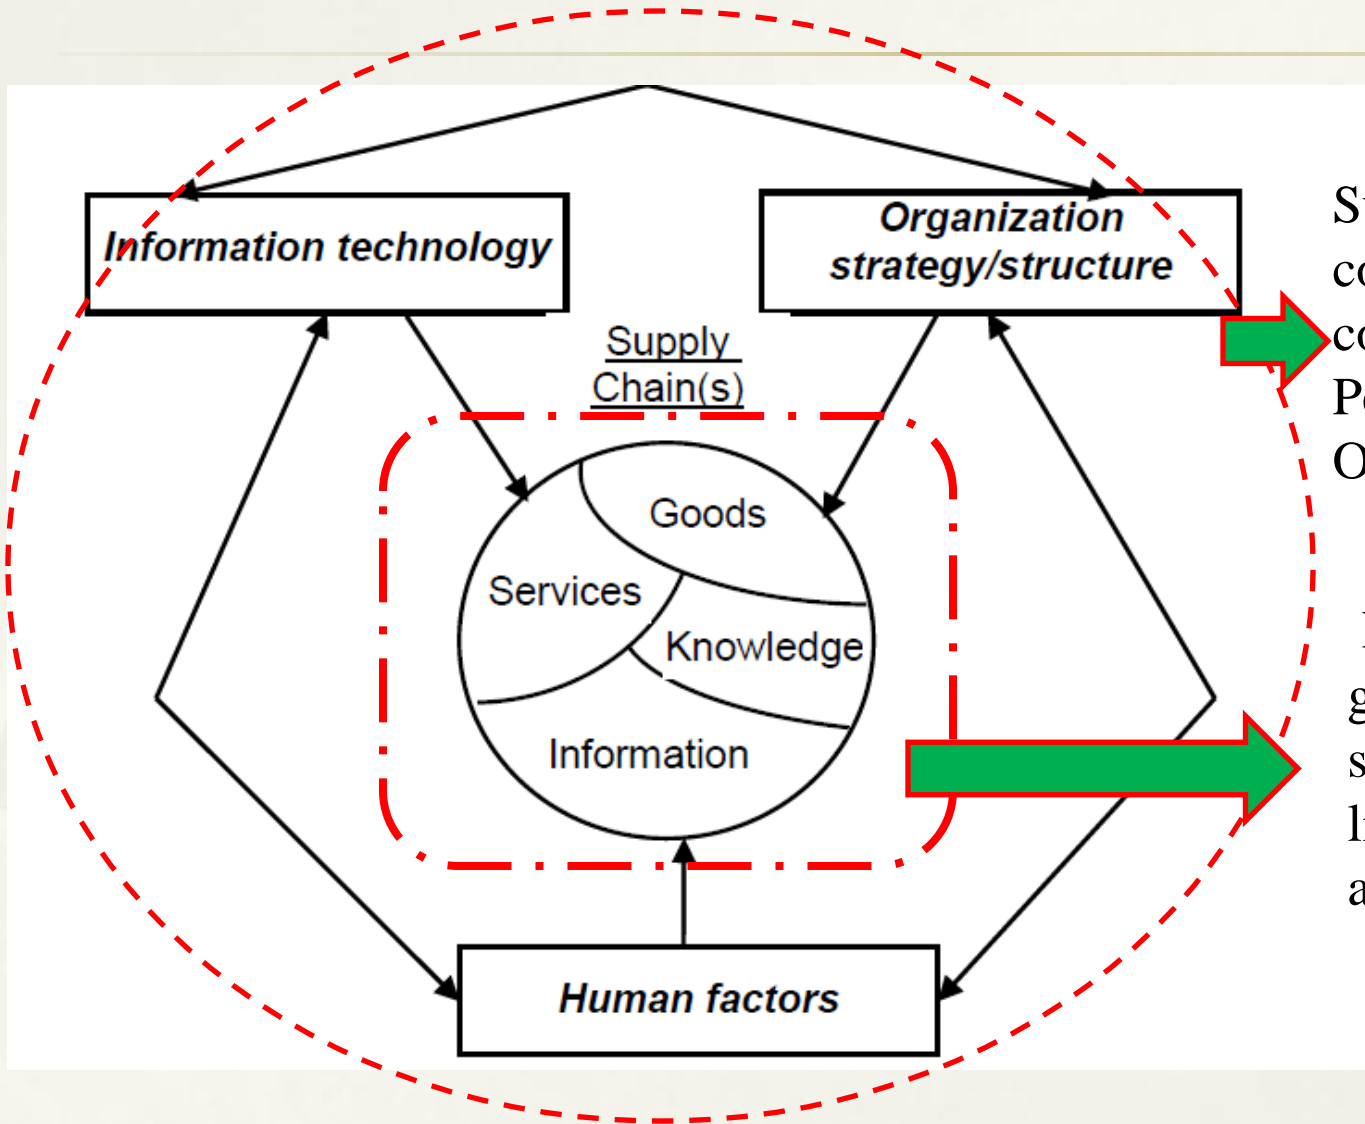 Information technology
Organization
strategy/structure
Supply
Chain(s)
Goods
Services
Knowledge
Information
Human factors